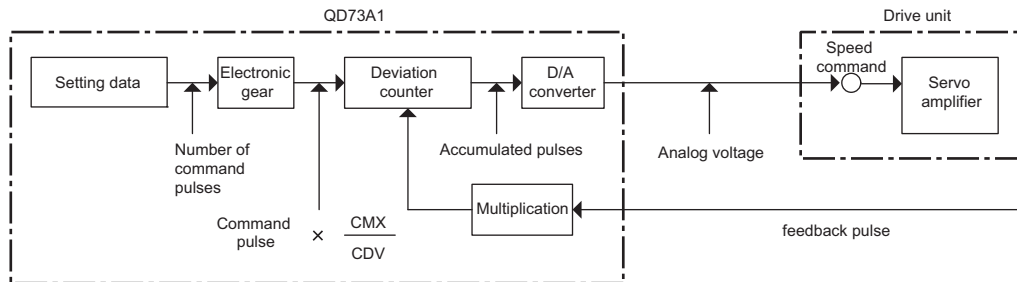 QD73A1
Drive unit
Setting data
Electronic
gear
Deviation
counter
D/A
converter
Speed
command
Servo
amplifier
Number of
command
pulses
Accumulated pulses
Analog voltage
Command
pulse
×
CMX
CDV
Multiplication
feedback pulse